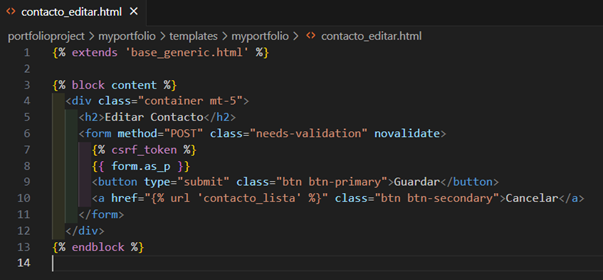 contacto_editar.html
portfolioproject > myportfolio > templates > myportfolio > contacto_editar.html
1 {% extends 'base_generic.html' %}
2
3 {% block content %}
4 <div class="container mt-5">
5 <h2>Editar Contacto</h2>
6 <form method="POST" class="needs-validation" novalidate>
7 {% csrf_token %}
8 {{ form.as_p }}
9 <button type="submit" class="btn btn-primary">Guardar</button>
10 <a href="{% url 'contacto_lista' %}" class="btn btn-secondary">Cancelar</a>
11 </form>
12 </div>
13 {% endblock %}
14